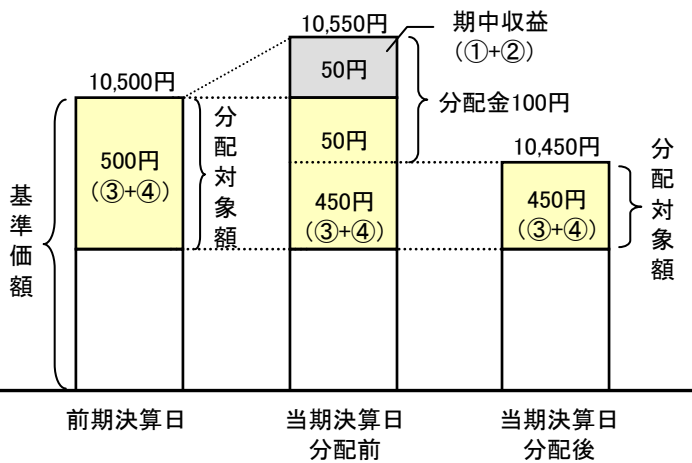 10,550円
期中収益
（①+②）
10,500円
50円
分配金100円
500円
（③+④）
分配対象額
50円
10,450円
450円
（③+④）
450円
（③+④）
分配対象額
基準価額
前期決算日
当期決算日
分配前
当期決算日
分配後